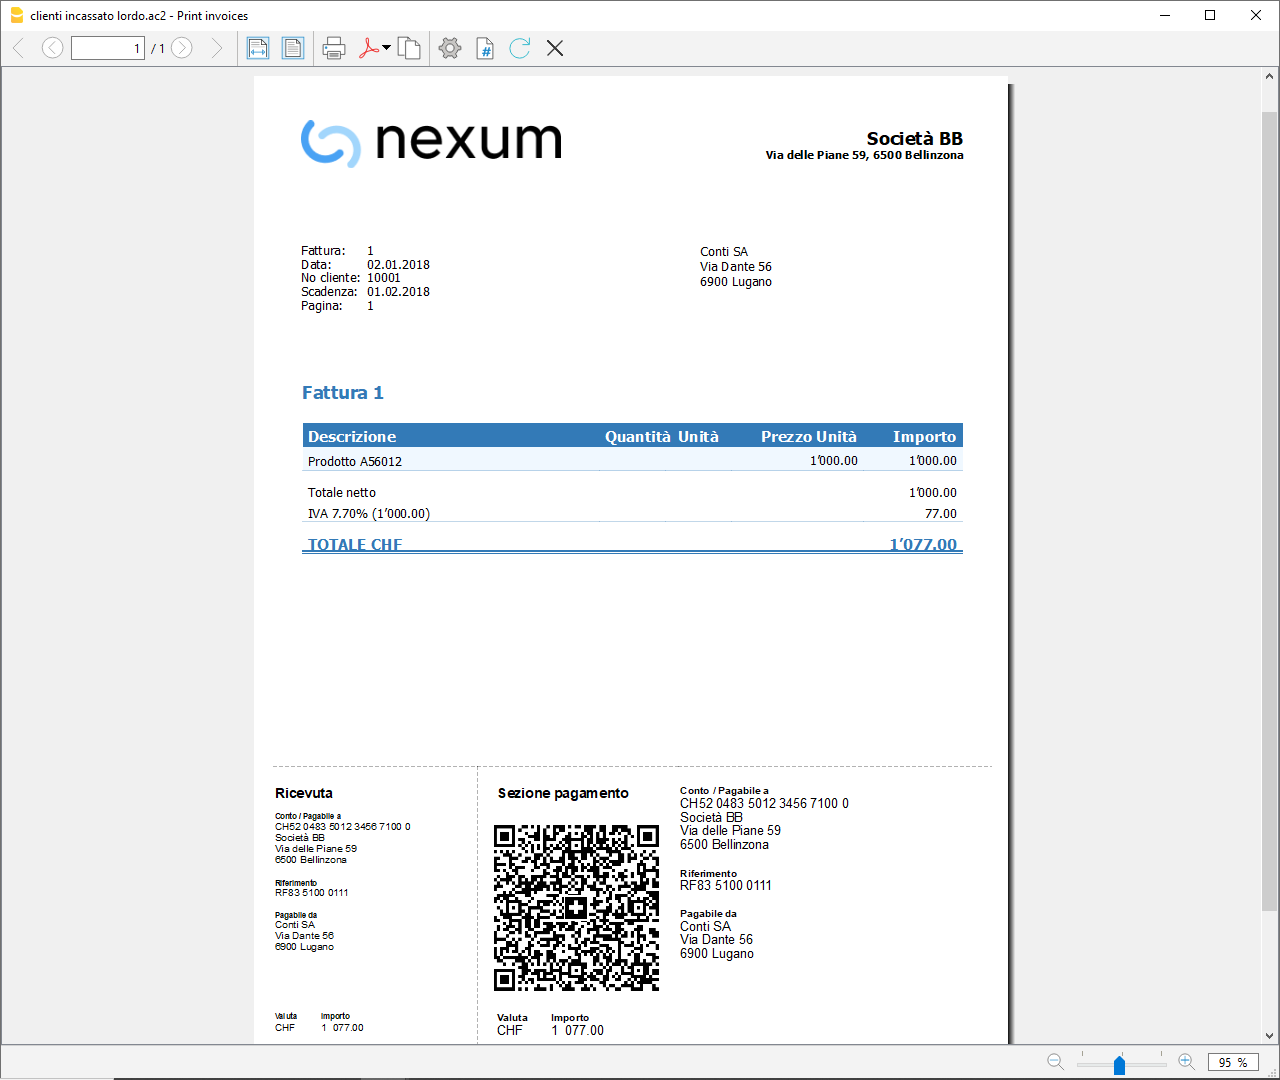 clienti incassato lordo.ac2 - Print invoices
1 / 1
nexum
Società BB
Via delle Piane 59, 6500 Bellinzona
Fattura: 1
Data: 02.01.2018
No cliente: 10001
Scadenza: 01.02.2018
Pagina: 1
Conti SA
Via Dante 56
6900 Lugano
Fattura 1
Descrizione Quantità Unità Prezzo Unità Importo
Prodotto A56012 1’000.00 1’000.00
Totale netto 1’000.00
IVA 7.70% (1’000.00) 77.00
TOTALE CHF 1’077.00
Ricevuta
Conto / Pagabile a
CH52 0483 5012 3456 7100 0
Società BB
Via delle Piane 59
6500 Bellinzona
Riferimento
RF83 5100 0111
Pagabile da
Conti SA
Via Dante 56
6900 Lugano
Valuta Importo
CHF 1 077.00
Sezione pagamento
Valuta Importo
CHF 1 077.00
Conto / Pagabile a
CH52 0483 5012 3456 7100 0
Società BB
Via delle Piane 59
6500 Bellinzona
Riferimento
RF83 5100 0111
Pagabile da
Conti SA
Via Dante 56
6900 Lugano
95 %